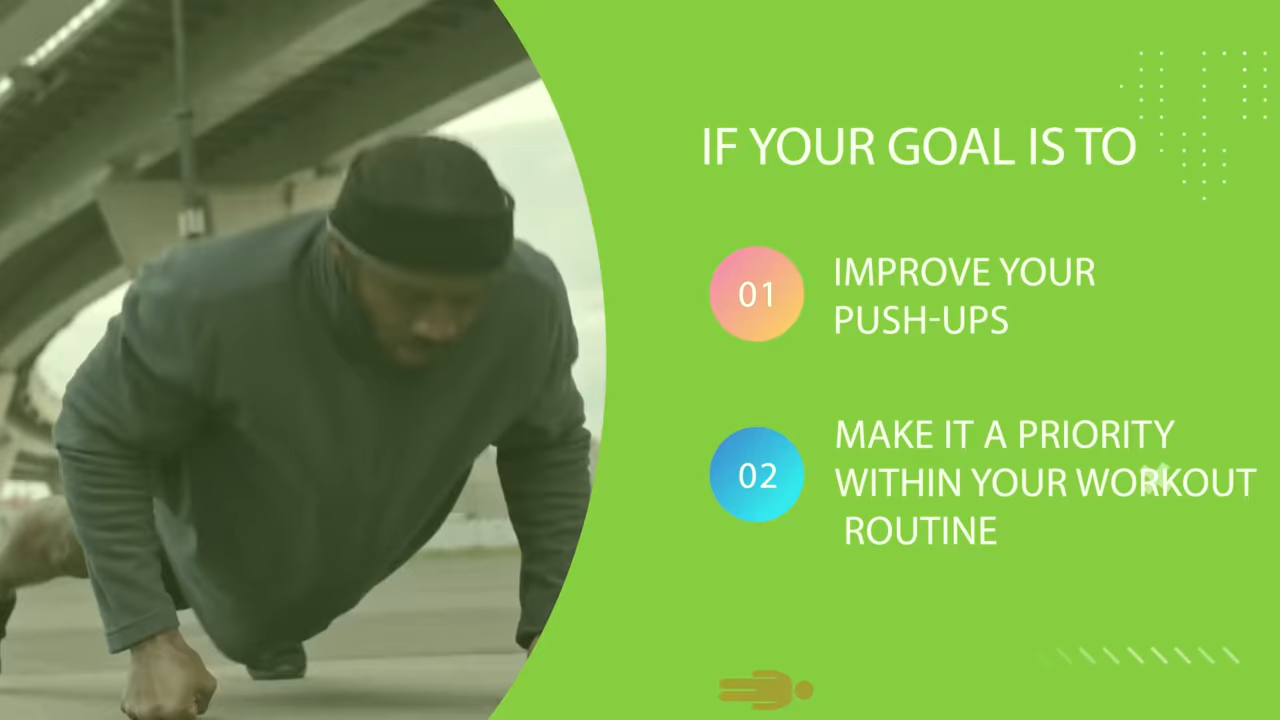 IF YOUR GOAL IS TO
01
IMPROVE YOUR
PUSH-UPS
02
MAKE IT A PRIORITY
WITHIN YOUR WORKOUT
ROUTINE